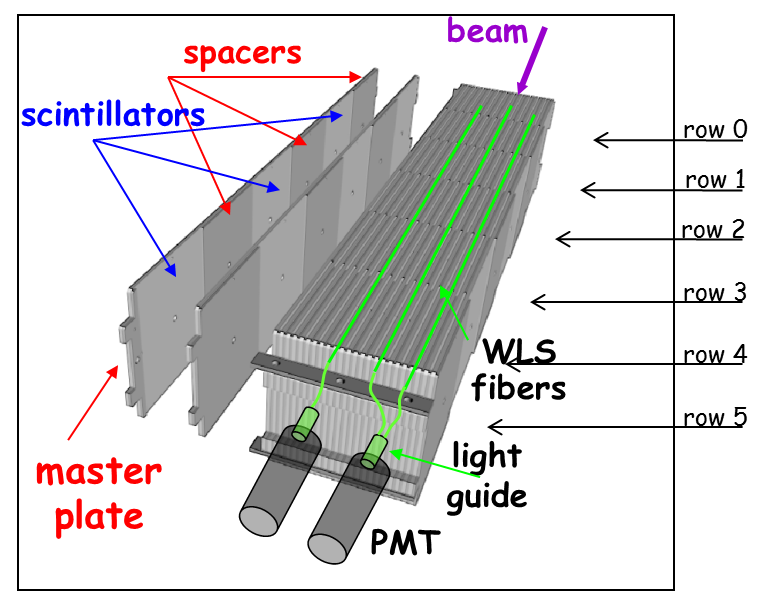 beam
spacers
scintillators
row 0
row 1
row 2
row 3
WLS
fibers
row 4
row 5
light
guide
master
plate
PMT